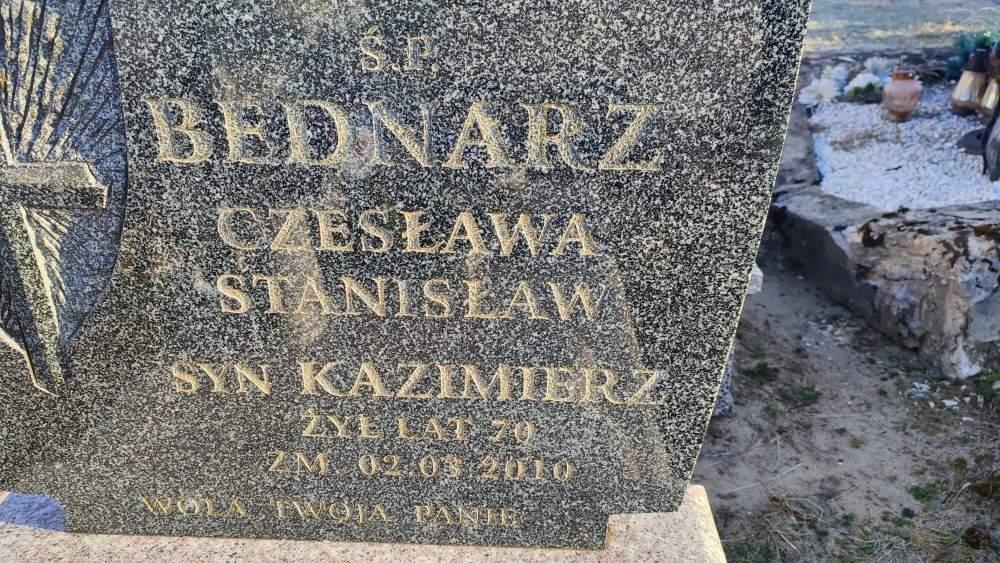 Ś.P.
BEDNARZ
CZESŁAWA
STANISŁAW
SYN KAZIMIERZ
ŻYŁ LAT 70
ZM. 02.03.2010
WOLA TWOJA PANIE